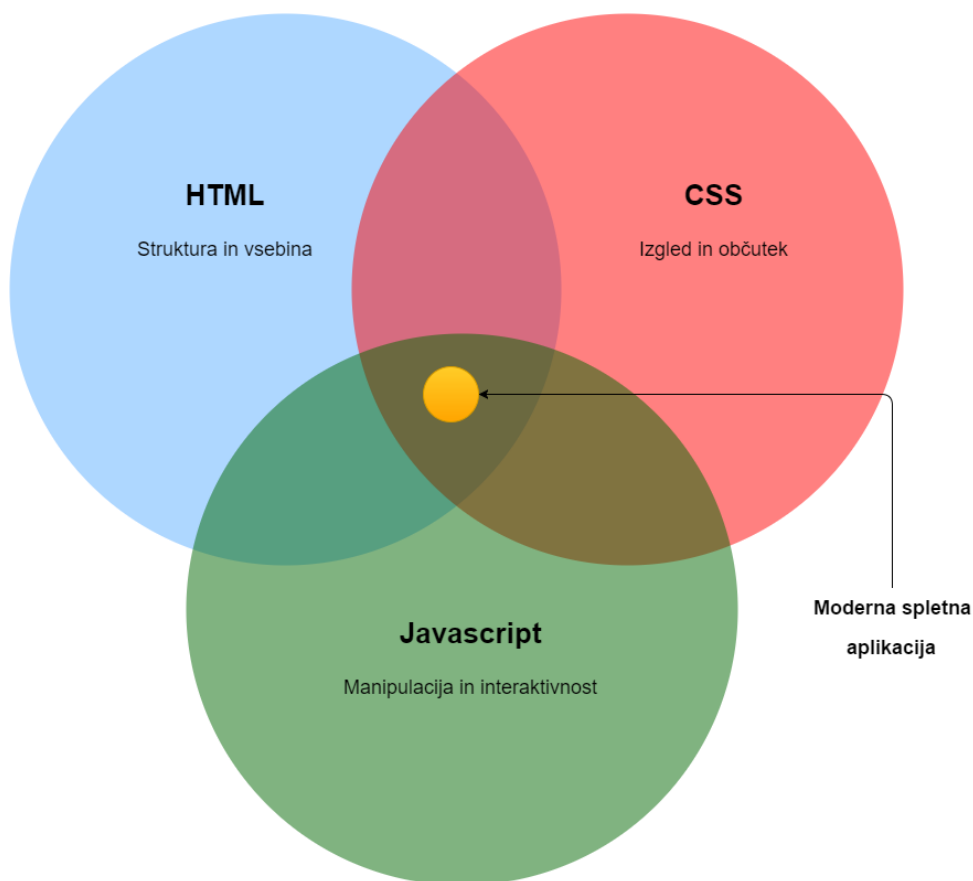 HTML
Struktura in vsebina
CSS
Izgled in občutek
Javascript
Manipulacija in interaktivnost
Moderna spletna
aplikacija